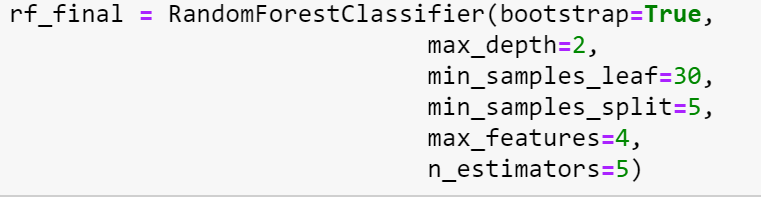 rf_final = RandomForestClassifier(bootstrap=True,
max_depth=2,
min_samples_leaf=30,
min_samples_split=5,
max_features=4,
n_estimators=5)